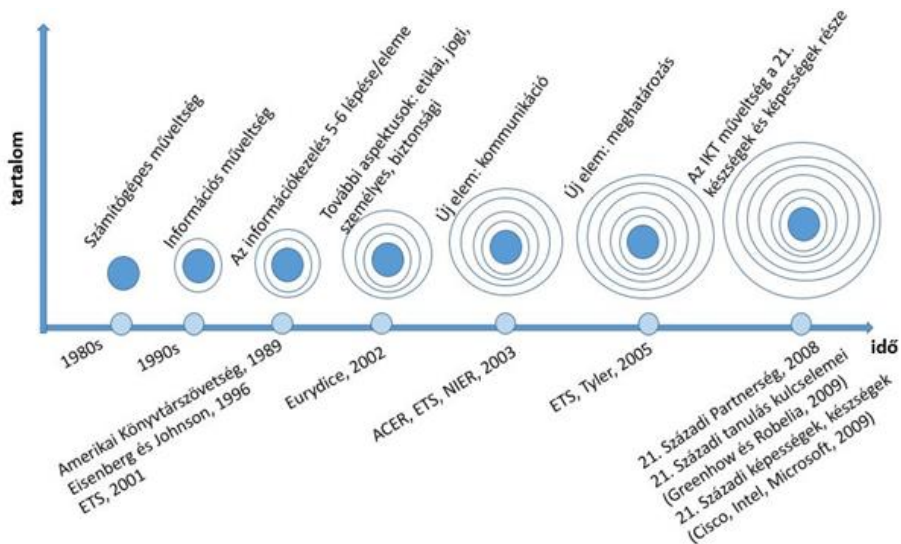 tartalom
Számítógépes műveltség
Információs műveltség
Az információkezelés 5-6 lépése/eleme
További aspektusok: etikai, jogi,
személyes, biztonsági
Új elem: kommunikáció
Új elem: meghatározás
Az IKT műveltség a 21.
készségek és képességek része
idő
1980s
1990s
Amerikai Könyvtárszövetség, 1989
Eisenberg és Johnson, 1996
ETS, 2001
Eurydice, 2002
ACER, ETS, NIER, 2003
ETS, Tyler, 2005
21. Századi Partnerség, 2008
21. Századi tanulás kulcselemei
(Greenhow és Robelia, 2009)
21. Századi képességek, készségek
(Cisco, Intel, Microsoft, 2009)